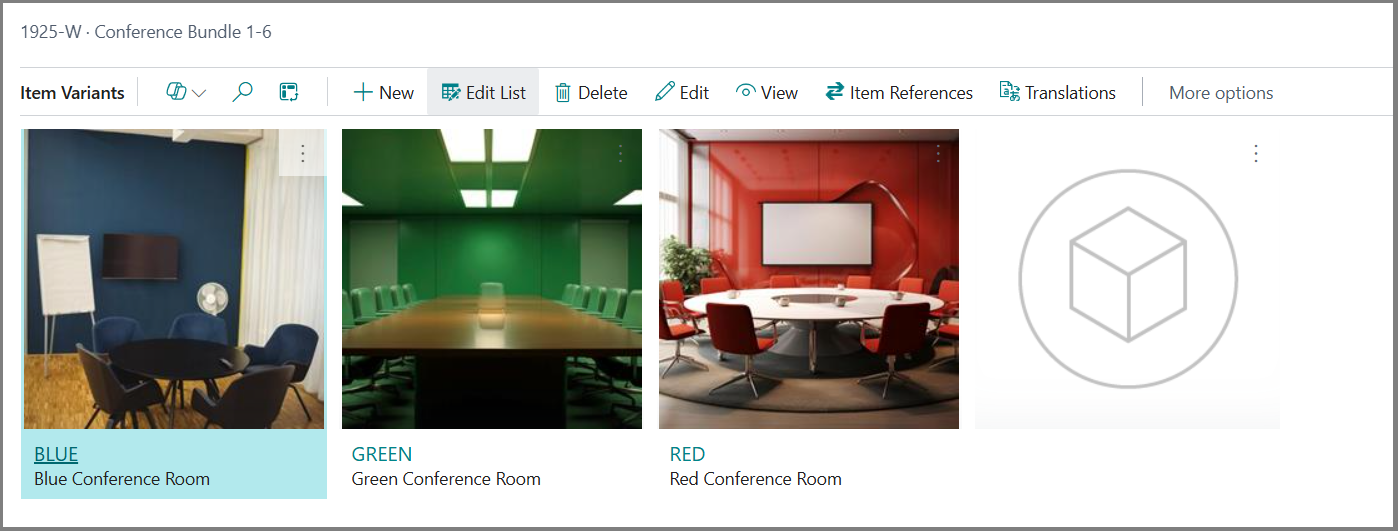 1925-W · Conference Bundle 1-6
Item Variants
New
Edit List
Delete
Edit
View
Item References
Translations
More options
BLUE
Blue Conference Room
GREEN
Green Conference Room
RED
Red Conference Room